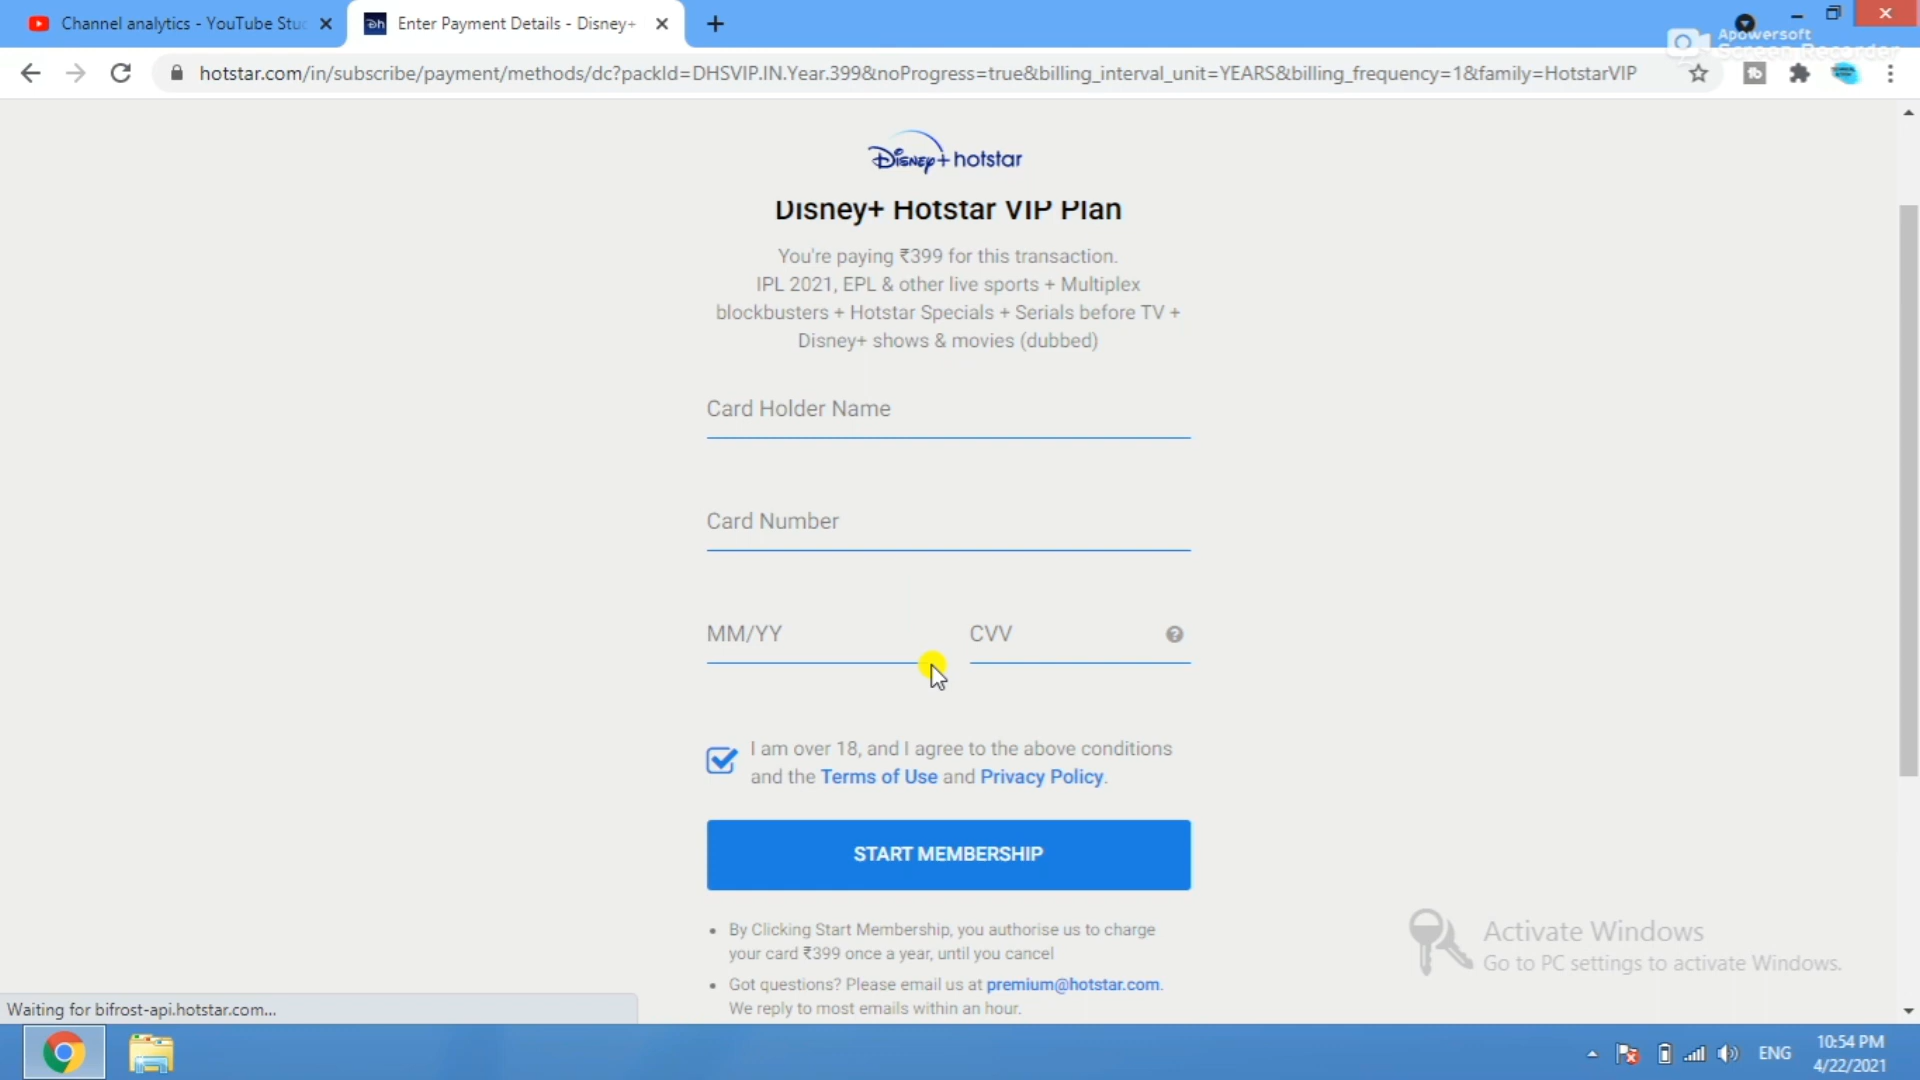 Channel analytics - YouTube Stu
Enter Payment Details - Disney+
Apowersoft
Screen Recorder
hotstar.com/in/subscribe/payment/methods/dc?packId=DHSVIP.IN.Year.399&noProgress=true&billing_interval_unit=YEARS&billing_frequency=1&family=HotstarVIP
Disney+ hotstar
Disney+ Hotstar VIP Plan
You're paying ₹399 for this transaction.
IPL 2021, EPL & other live sports + Multiplex
blockbusters + Hotstar Specials + Serials before TV +
Disney+ shows & movies (dubbed)
Card Holder Name
Card Number
MM/YY
CVV
I am over 18, and I agree to the above conditions
and the Terms of Use and Privacy Policy.
START MEMBERSHIP
• By Clicking Start Membership, you authorise us to charge
your card ₹399 once a year, until you cancel
• Got questions? Please email us at premium@hotstar.com.
We reply to most emails within an hour.
Activate Windows
Go to PC settings to activate Windows.
Waiting for bifrost-api.hotstar.com...
ENG
10:54 PM
4/22/2021